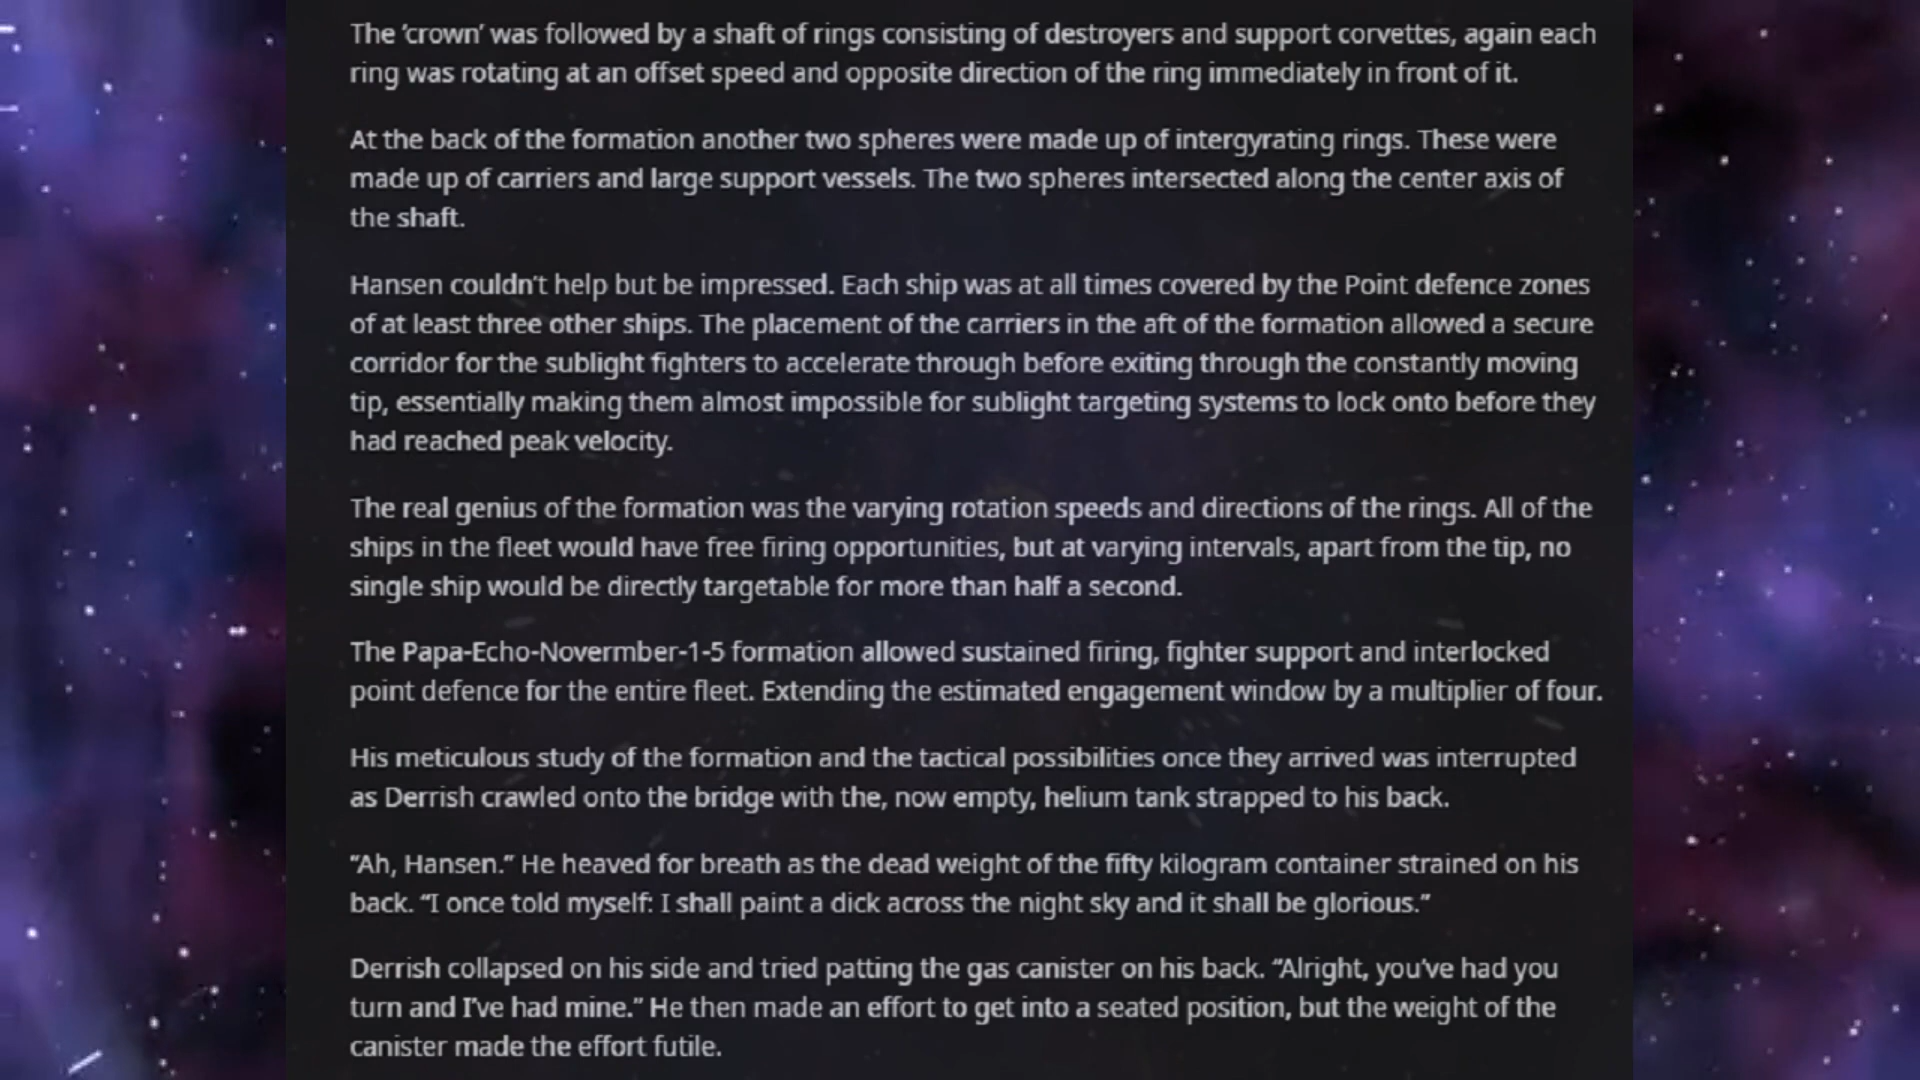 The ‘crown’ was followed by a shaft of rings consisting of destroyers and support corvettes, again each
ring was rotating at an offset speed and opposite direction of the ring immediately in front of it.
At the back of the formation another two spheres were made up of intergyrating rings. These were
made up of carriers and large support vessels. The two spheres intersected along the center axis of
the shaft.
Hansen couldn’t help but be impressed. Each ship was at all times covered by the Point defence zones
of at least three other ships. The placement of the carriers in the aft of the formation allowed a secure
corridor for the sublight fighters to accelerate through before exiting through the constantly moving
tip, essentially making them almost impossible for sublight targeting systems to lock onto before they
had reached peak velocity.
The real genius of the formation was the varying rotation speeds and directions of the rings. All of the
ships in the fleet would have free firing opportunities, but at varying intervals, apart from the tip, no
single ship would be directly targetable for more than half a second.
The Papa-Echo-Novermber-1-5 formation allowed sustained firing, fighter support and interlocked
point defence for the entire fleet. Extending the estimated engagement window by a multiplier of four.
His meticulous study of the formation and the tactical possibilities once they arrived was interrupted
as Derrish crawled onto the bridge with the, now empty, helium tank strapped to his back.
“Ah, Hansen.” He heaved for breath as the dead weight of the fifty kilogram container strained on his
back. “I once told myself: I shall paint a dick across the night sky and it shall be glorious.”
Derrish collapsed on his side and tried patting the gas canister on his back. “Alright, you’ve had you
turn and I’ve had mine.” He then made an effort to get into a seated position, but the weight of the
canister made the effort futile.